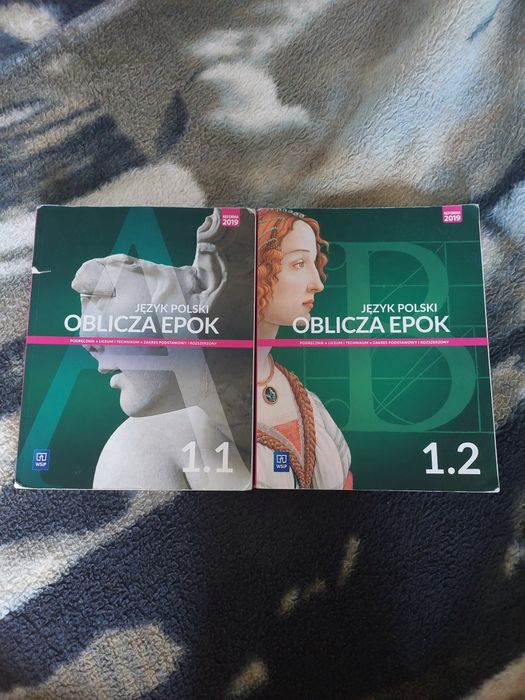 REFORMA
2019
A
JĘZYK POLSKI
OBLICZA EPOK
PODRĘCZNIK • LICEUM I TECHNIKUM • ZAKRES PODSTAWOWY I ROZSZERZONY
WSiP
1.1
REFORMA
2019
B
JĘZYK POLSKI
OBLICZA EPOK
PODRĘCZNIK • LICEUM I TECHNIKUM • ZAKRES PODSTAWOWY I ROZSZERZONY
WSiP
1.2